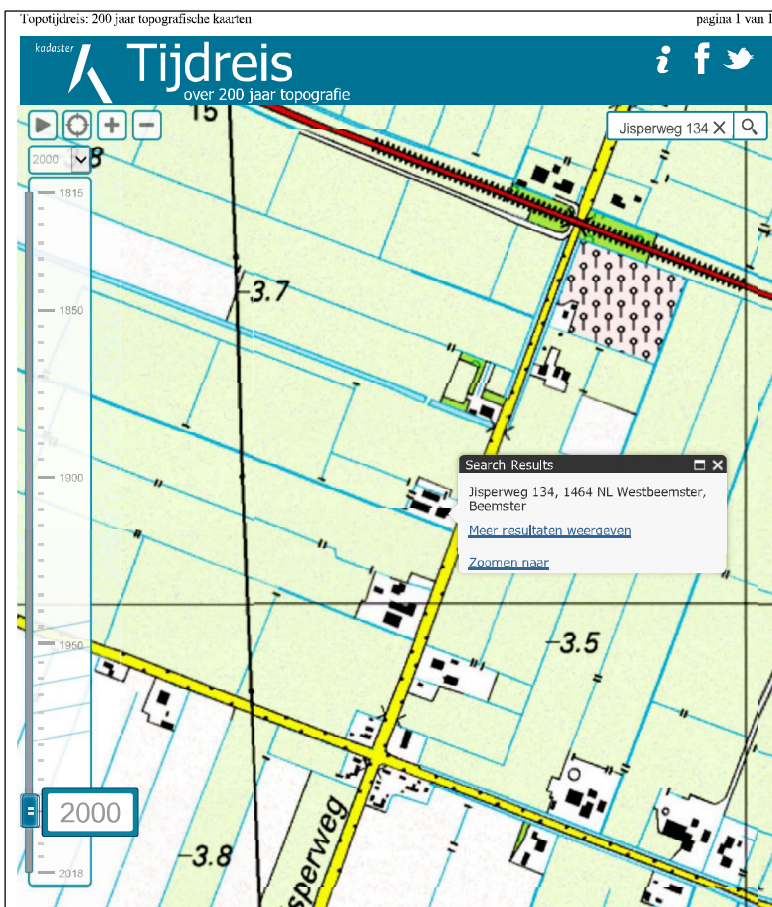 Topotijdreis: 200 jaar topografische kaarten
pagina 1 van 1
kadaster
Tijdreis
over 200 jaar topografie
15
Jisperweg 134
2000
8
1815
-3.7
1850
Search Results
Jisperweg 134, 1464 NL Westbeemster,
Beemster
1900
Meer resultaten weergeven
Zoomen naar
-3.5
1950
2000
-3.8
sperweg
2018